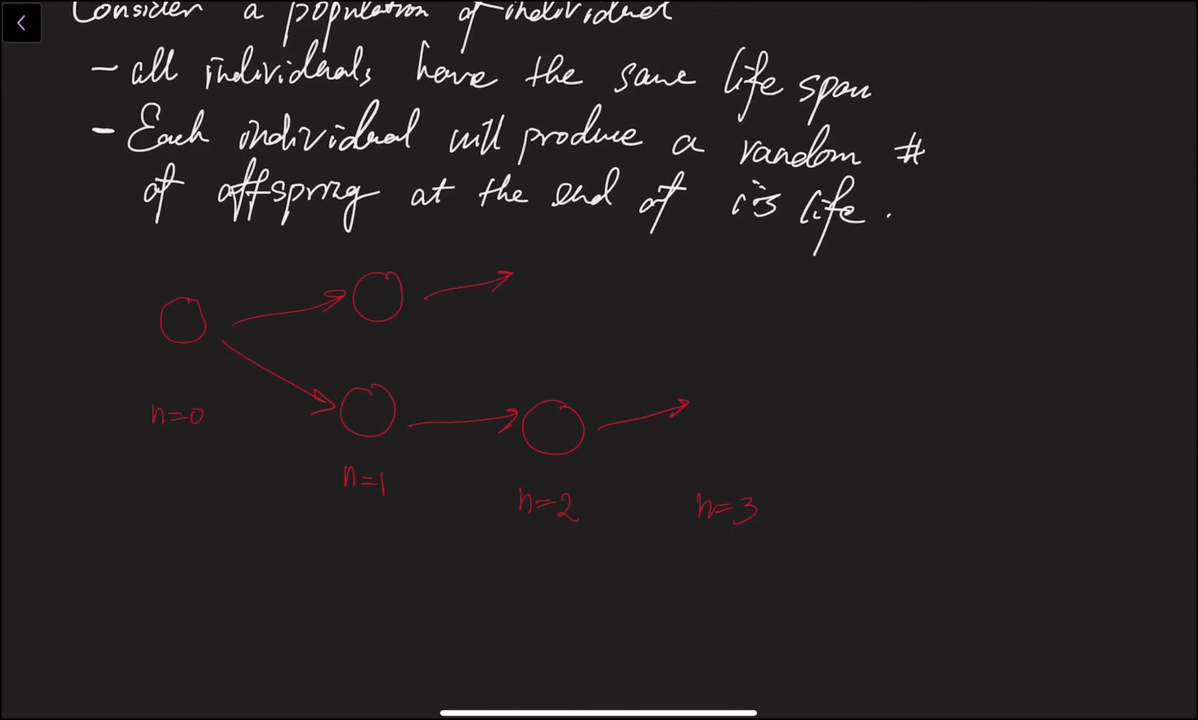 Consider a population of individual
- all individuals have the same life span
- Each individual will produce a random #
of offspring at the end of its life.
n=0
n=1
n=2
n=3